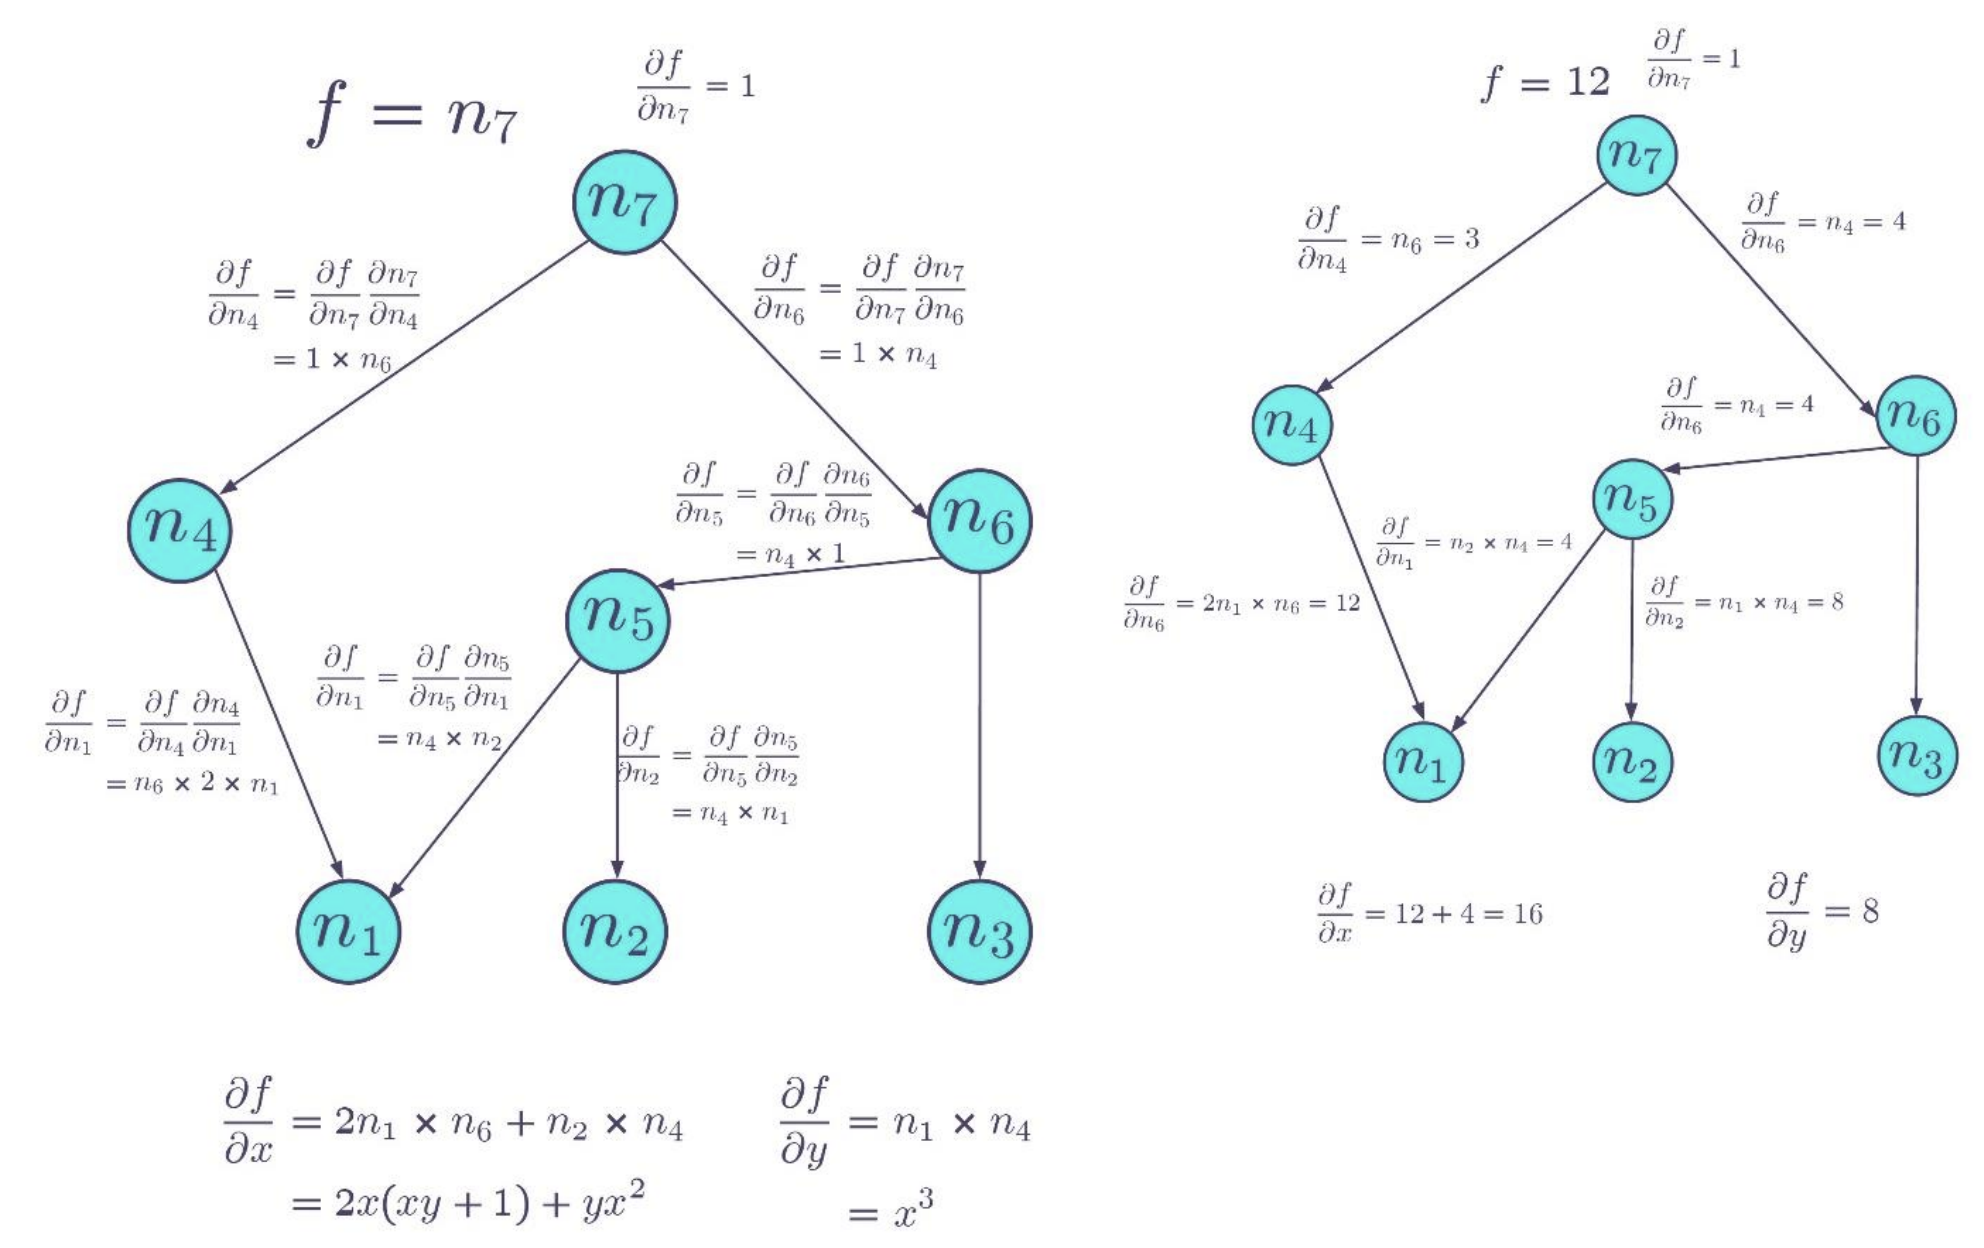 f = n₇
∂f/∂n₇ = 1
n₇
∂f/∂n₄ = ∂f/∂n₇ ∂n₇/∂n₄
= 1 × n₆
∂f/∂n₆ = ∂f/∂n₇ ∂n₇/∂n₆
= 1 × n₄
n₄
∂f/∂n₅ = ∂f/∂n₆ ∂n₆/∂n₅
= n₄ × 1
n₆
n₅
∂f/∂n₁ = ∂f/∂n₄ ∂n₄/∂n₁
= n₆ × 2 × n₁
∂f/∂n₁ = ∂f/∂n₅ ∂n₅/∂n₁
= n₄ × n₂
∂f/∂n₂ = ∂f/∂n₅ ∂n₅/∂n₂
= n₄ × n₁
n₁
n₂
n₃
∂f/∂x = 2n₁ × n₆ + n₂ × n₄
= 2x(xy + 1) + yx²
∂f/∂y = n₁ × n₄
= x³
f = 12
∂f/∂n₇ = 1
n₇
∂f/∂n₄ = n₆ = 3
∂f/∂n₆ = n₄ = 4
n₄
∂f/∂n₆ = n₄ = 4
n₆
n₅
∂f/∂n₁ = n₂ × n₄ = 4
∂f/∂n₆ = 2n₁ × n₆ = 12
∂f/∂n₂ = n₁ × n₄ = 8
n₁
n₂
n₃
∂f/∂x = 12 + 4 = 16
∂f/∂y = 8